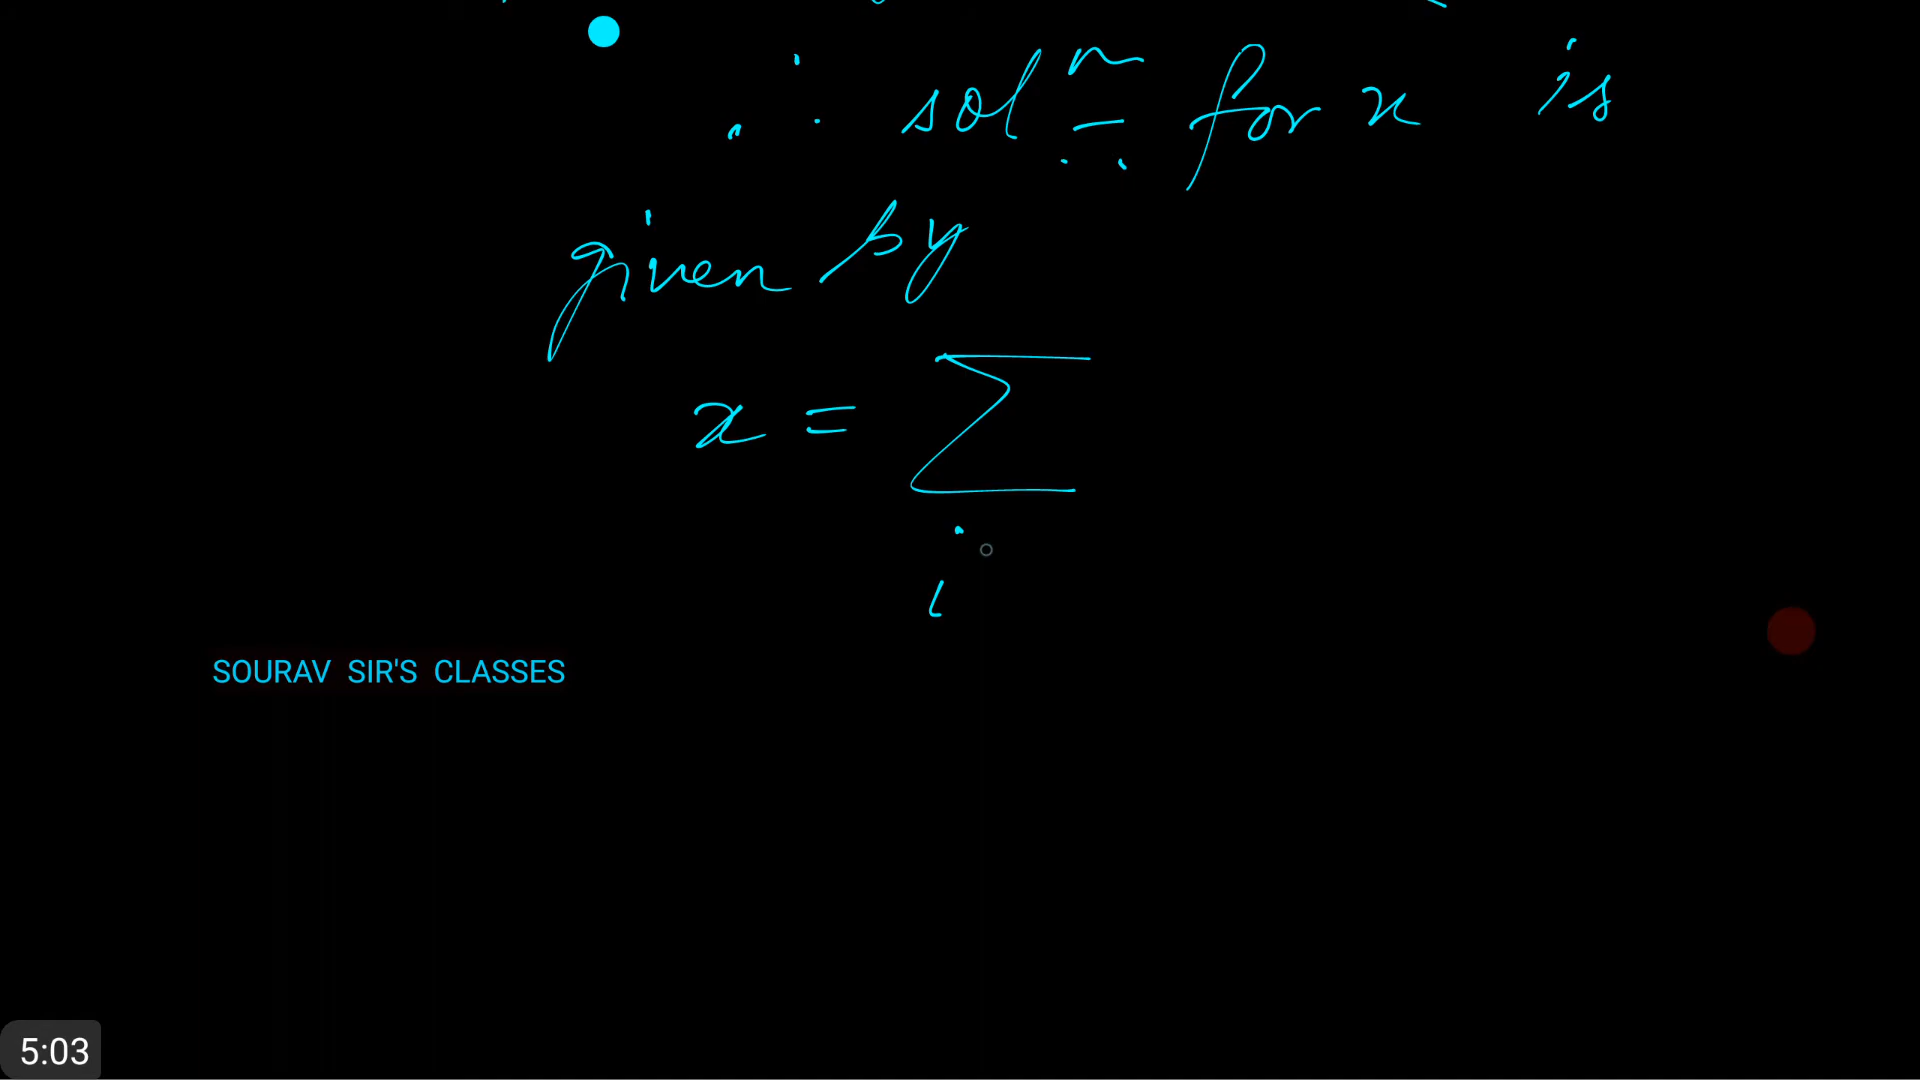 ∴ solⁿ for x is
given by
x = Σ
i
SOURAV SIR'S CLASSES
5:03